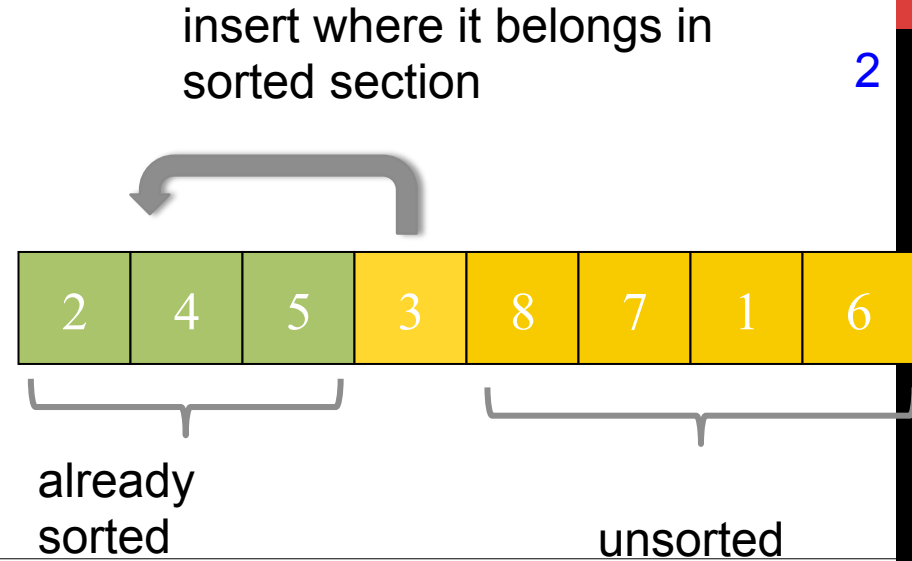 insert where it belongs in
sorted section
2
2 4 5 3 8 7 1 6
already
sorted
unsorted